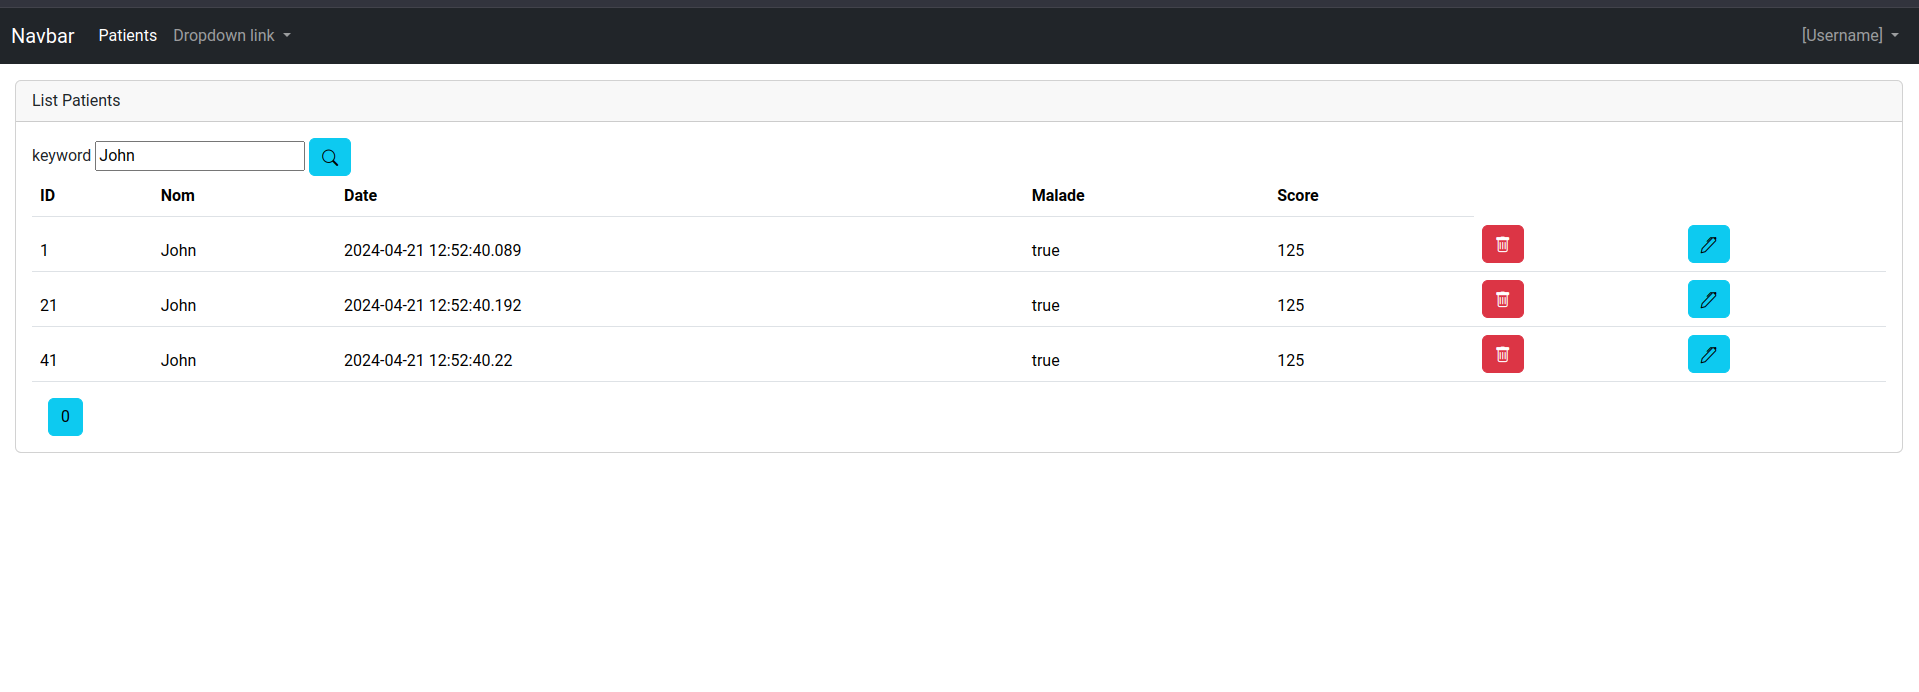 Navbar Patients Dropdown link [Username]
List Patients
keyword John
ID Nom Date Malade Score
1 John 2024-04-21 12:52:40.089 true 125
21 John 2024-04-21 12:52:40.192 true 125
41 John 2024-04-21 12:52:40.22 true 125
0